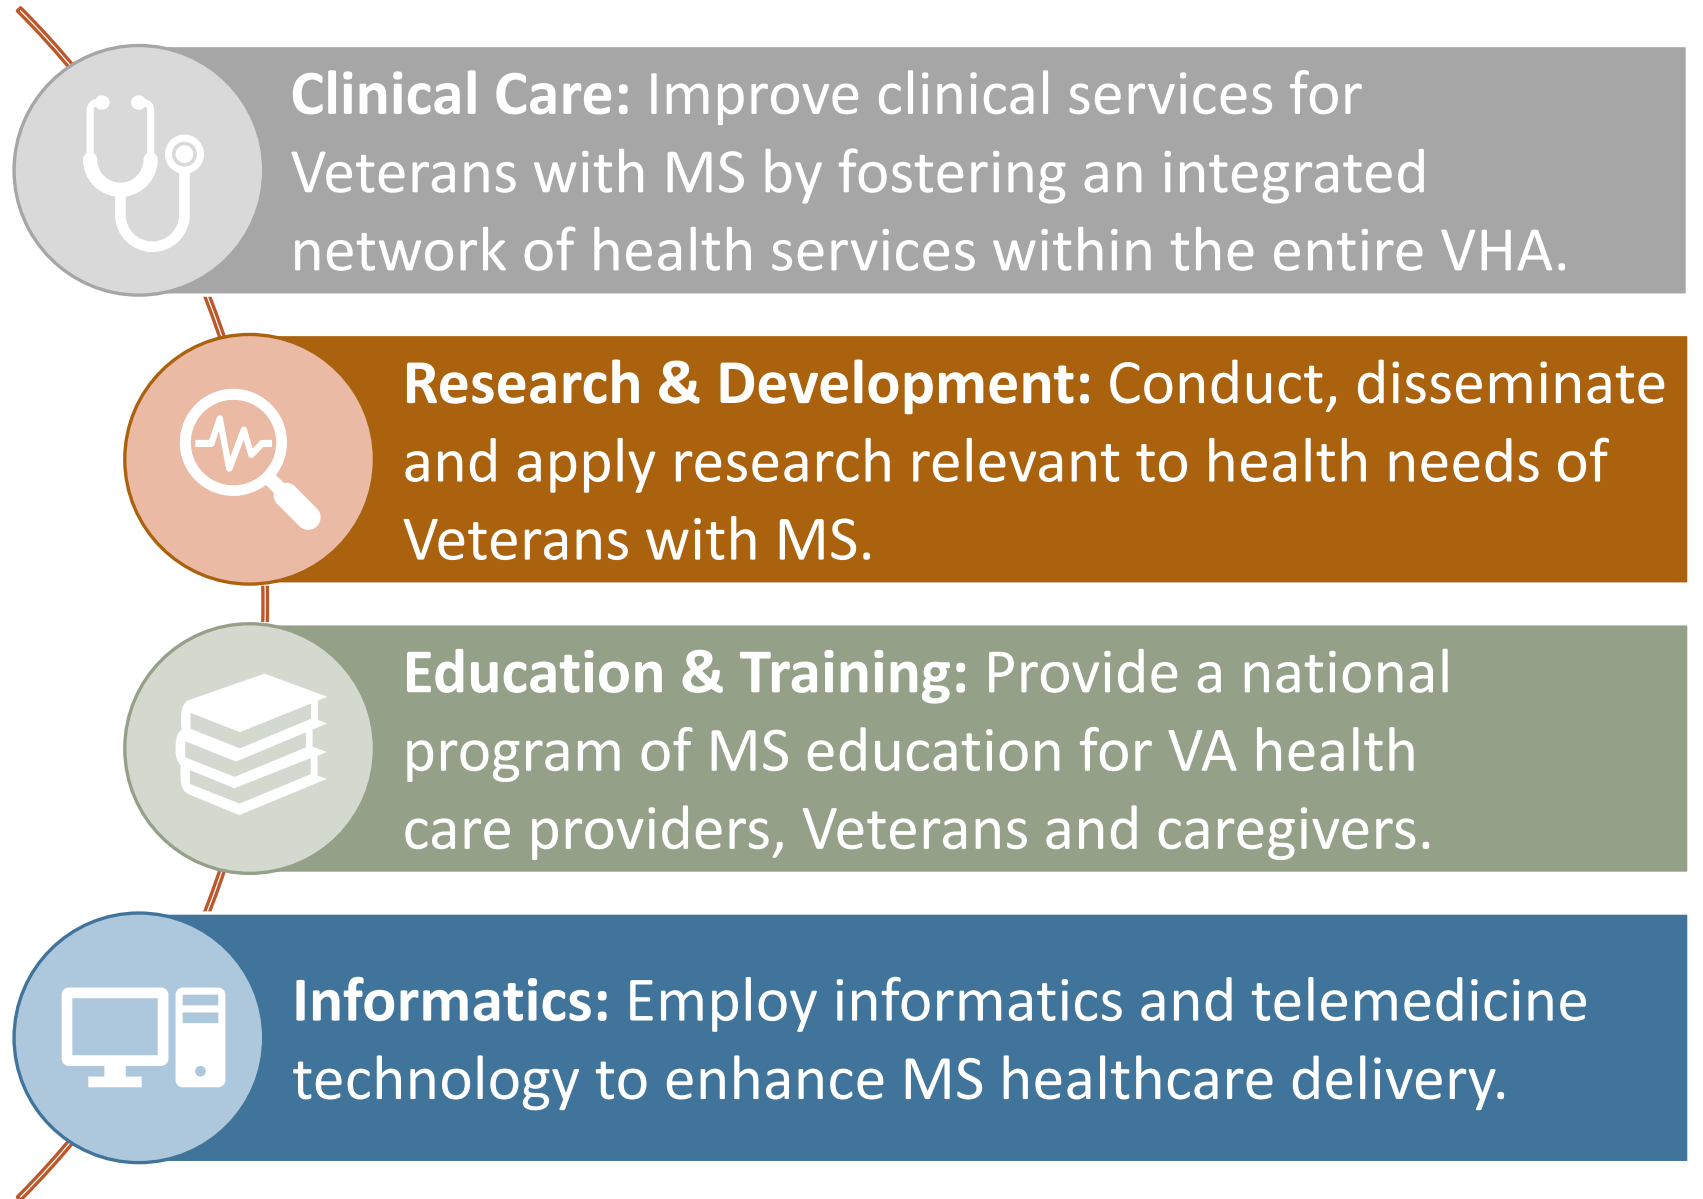 Clinical Care: Improve clinical services for
Veterans with MS by fostering an integrated
network of health services within the entire VHA.
Research & Development: Conduct, disseminate
and apply research relevant to health needs of
Veterans with MS.
Education & Training: Provide a national
program of MS education for VA health
care providers, Veterans and caregivers.
Informatics: Employ informatics and telemedicine
technology to enhance MS healthcare delivery.